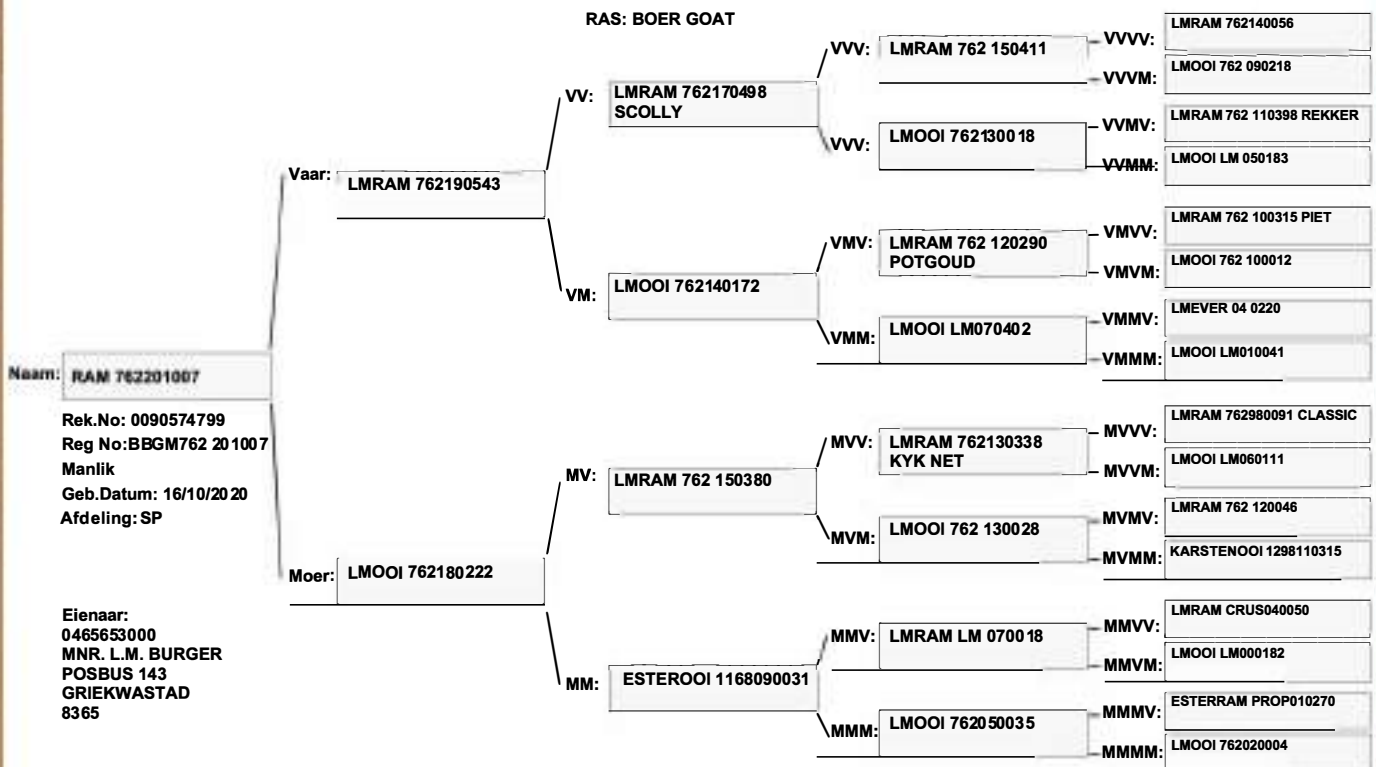 RAS: BOER GOAT
Naam: RAM 762201007
Rek.No: 0090574799
Reg No:BBGM762 201007
Manlik
Geb.Datum: 16/10/2020
Afdeling: SP
Eienaar:
0465653000
MNR. L.M. BURGER
POSBUS 143
GRIEKWASTAD
8365
Vaar: LMRAM 762190543
Moer: LMOOI 762180222
VV: LMRAM 762170498
SCOLLY
VM: LMOOI 762140172
MV: LMRAM 762 150380
MM: ESTEROOI 1168090031
VVV: LMRAM 762 150411
VVV: LMOOI 762130018
VMV: LMRAM 762 120290
POTGOUD
VMM: LMOOI LM070402
MVV: LMRAM 762130338
KYK NET
MVM: LMOOI 762 130028
MMV: LMRAM LM 070018
MMM: LMOOI 762050035
VVVV: LMRAM 762140056
VVVM: LMOOI 762 090218
VVMV: LMRAM 762 110398 REKKER
VVMM: LMOOI LM 050183
VMVV: LMRAM 762 100315 PIET
VMVM: LMOOI 762 100012
VMMV: LMEVER 04 0220
VMMM: LMOOI LM010041
MVVV: LMRAM 762980091 CLASSIC
MVVM: LMOOI LM060111
MVMV: LMRAM 762 120046
MVMM: KARSTENOOI 1298110315
MMVV: LMRAM CRUS040050
MMVM: LMOOI LM000182
MMMV: ESTERRAM PROP010270
MMMM: LMOOI 762020004